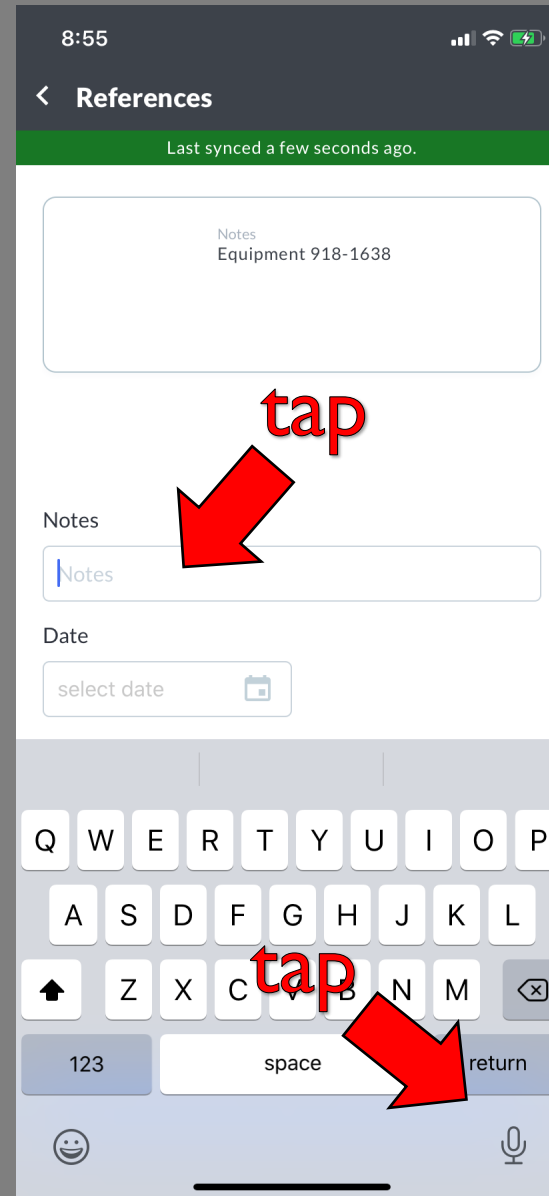 8:55
References
Last synced a few seconds ago.
Notes
Equipment 918-1638
tap
Notes
Notes
Date
select date
Q W E R T Y U I O P
A S D F G H J K L
tap
Z X C V B N M
123 space return